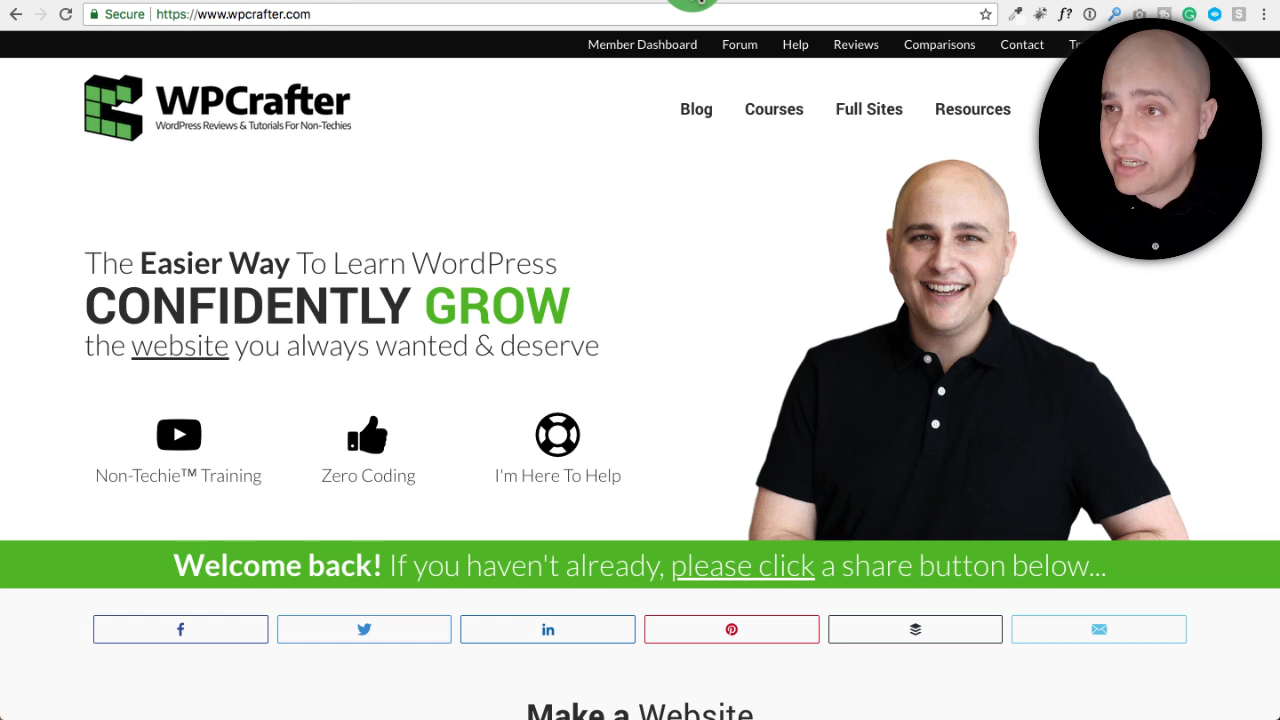 Secure https://www.wpcrafter.com
Member Dashboard Forum Help Reviews Comparisons Contact
WPCrafter
WordPress Reviews & Tutorials For Non-Techies
Blog Courses Full Sites Resources
The Easier Way To Learn WordPress
CONFIDENTLY GROW
the website you always wanted & deserve
Non-Techie™ Training Zero Coding I'm Here To Help
Welcome back! If you haven't already, please click a share button below...
Make a Website